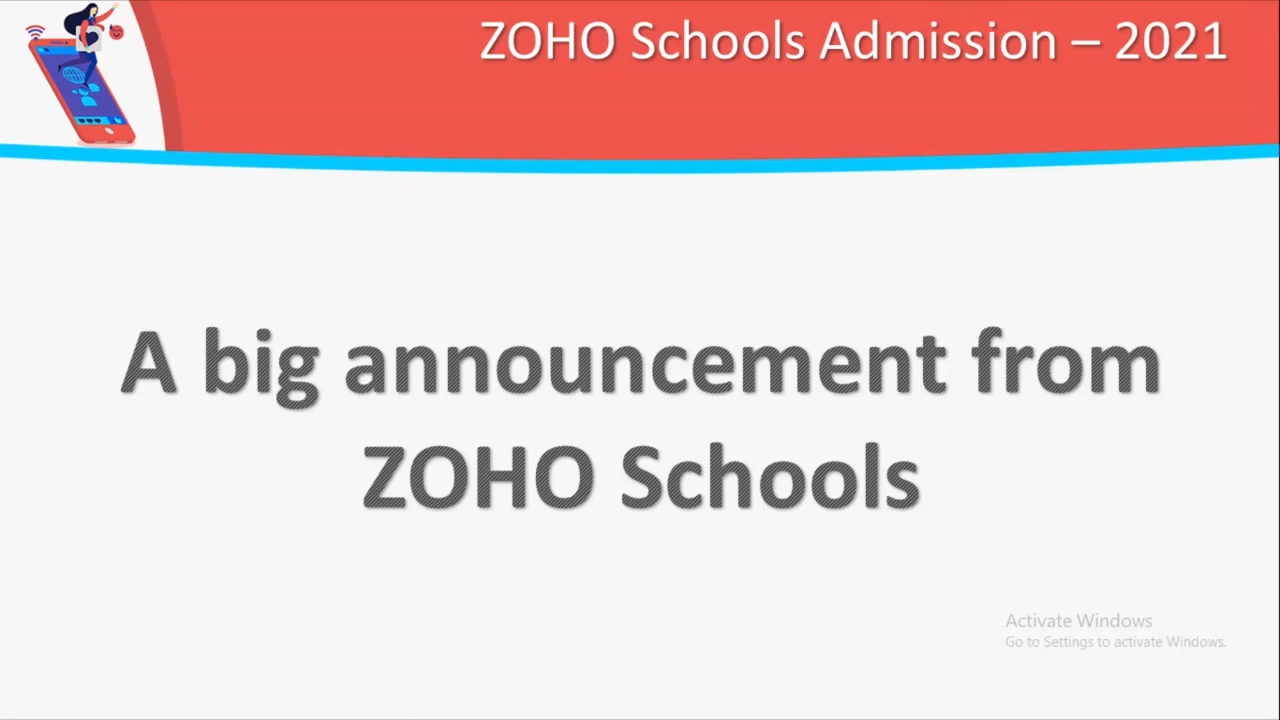 ZOHO Schools Admission – 2021
A big announcement from
ZOHO Schools
Activate Windows
Go to Settings to activate Windows.